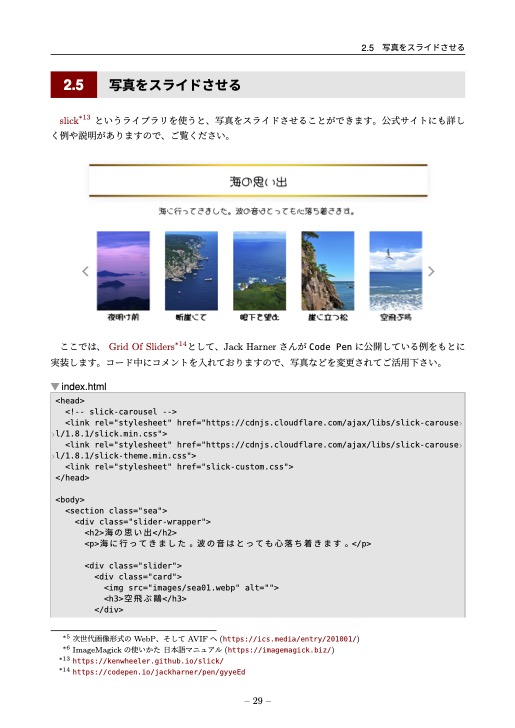 2.5 写真をスライドさせる
2.5 写真をスライドさせる
slick*13 というライブラリを使うと、写真をスライドさせることができます。公式サイトにも詳し
く例や説明がありますので、ご覧ください。
海の思い出
海に行ってきました。波の音はとっても心落ち着きます。
夜明け前 断崖にて 眼下を望む 崖に立つ松 空飛ぶ鴎
ここでは、 Grid Of Sliders*14として、Jack Harner さんが Code Pen に公開している例をもとに
実装します。コード中にコメントを入れておりますので、写真などを変更されてご活用下さい。
▼index.html
<head>
  <!-- slick-carousel -->
  <link rel="stylesheet" href="https://cdnjs.cloudflare.com/ajax/libs/slick-carouse›
›l/1.8.1/slick.min.css">
  <link rel="stylesheet" href="https://cdnjs.cloudflare.com/ajax/libs/slick-carouse›
›l/1.8.1/slick-theme.min.css">
  <link rel="stylesheet" href="slick-custom.css">
</head>
<body>
  <section class="sea">
    <div class="slider-wrapper">
      <h2>海の思い出</h2>
      <p>海に行ってきました。波の音はとっても心落ち着きます。</p>
      <div class="slider">
        <div class="card">
          <img src="images/sea01.webp" alt="">
          <h3>空飛ぶ鴎</h3>
        </div>
*5 次世代画像形式の WebP、そして AVIF へ (https://ics.media/entry/201001/)
*6 ImageMagick の使いかた 日本語マニュアル (https://imagemagick.biz/)
*13 https://kenwheeler.github.io/slick/
*14 https://codepen.io/jackharner/pen/gyyeEd
– 29 –